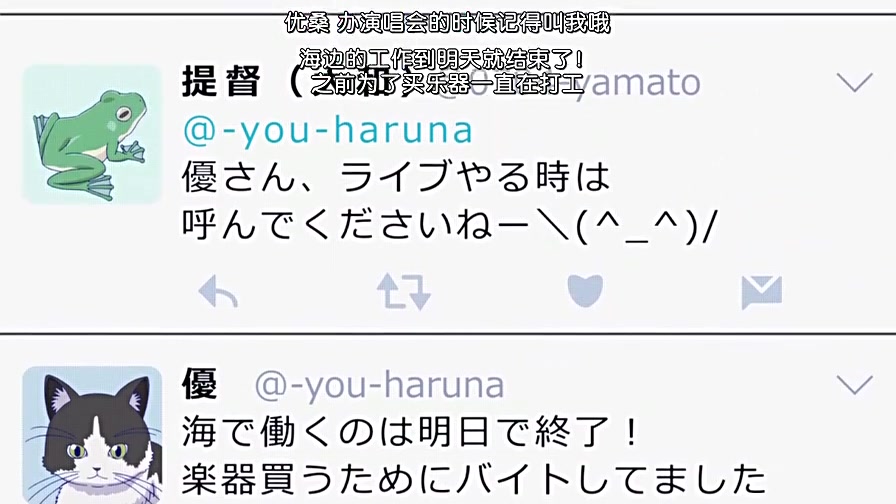 优桑 办演唱会的时候记得叫我哦
海边的工作到明天就结束了!
之前为了买乐器一直在打工
提督 yamato
@-you-haruna
優さん、ライブやる時は
呼んでくださいねー＼(^_^)/
優 @-you-haruna
海で働くのは明日で終了！
楽器買うためにバイトしてました